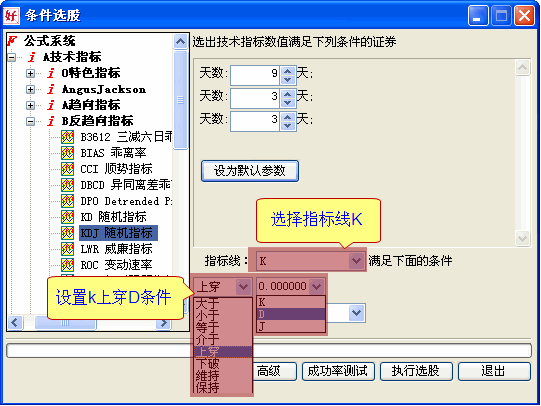 好 条件选股
公式系统
A技术指标
O特色指标
AngusJackson
A趋向指标
B反趋向指标
B3612 三减六日乖
BIAS 乖离率
CCI 顺势指标
DBCD 异同离差乖
DPO Detrended P
KD 随机指标
KDJ 随机指标
LWR 威廉指标
ROC 变动速率
选出技术指标数值满足下列条件的证券
天数: 9 天;
天数: 3 天;
天数: 3 天;
设为默认参数
选择指标线K
指标线: K 满足下面的条件
设置k上穿D条件
上穿 0.000000
大于
小于
等于
介于
上穿
下破
维持
保持
K
D
J
高级 成功率测试 执行选股 退出